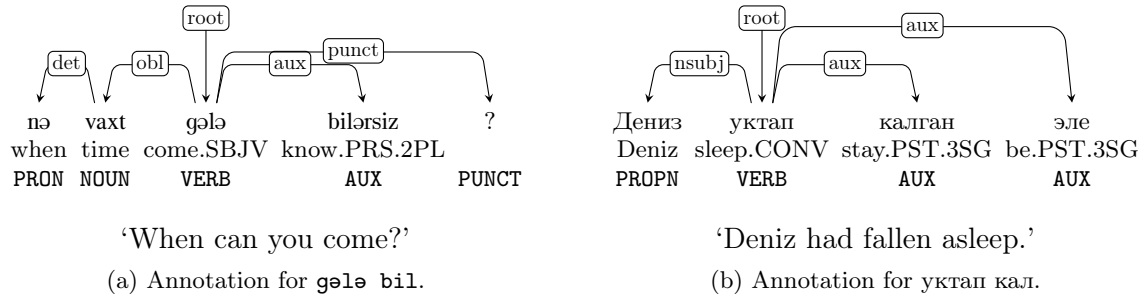 root
det obl aux punct
nə vaxt gələ bilərsiz ?
when time come.SBJV know.PRS.2PL
PRON NOUN VERB AUX PUNCT
‘When can you come?’
(a) Annotation for gələ bil.
root
nsubj aux aux
Дениз уктап калган эле
Deniz sleep.CONV stay.PST.3SG be.PST.3SG
PROPN VERB AUX AUX
‘Deniz had fallen asleep.’
(b) Annotation for уктап кал.